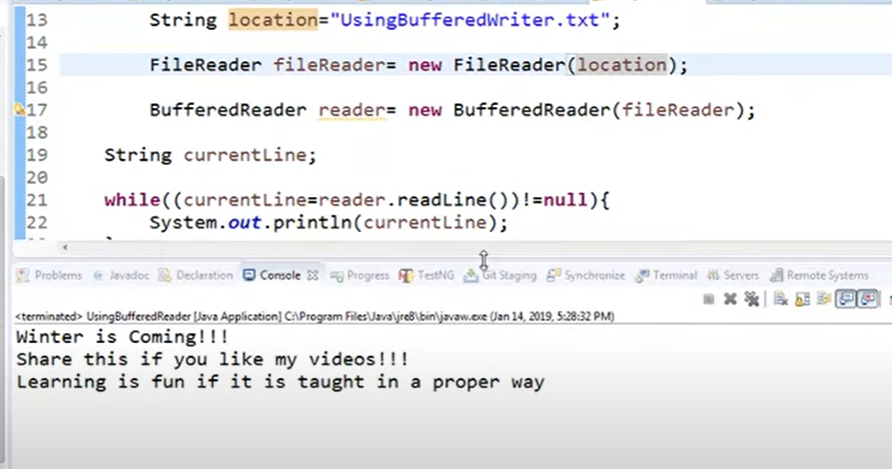 13 String location="UsingBufferedWriter.txt";
14
15 FileReader fileReader= new FileReader(location);
16
17 BufferedReader reader= new BufferedReader(fileReader);
18
19 String currentLine;
20
21 while((currentLine=reader.readLine())!=null){
22 System.out.println(currentLine);
Problems Javadoc Declaration Console Progress TestNG Git Staging Synchronize Terminal Servers Remote Systems
<terminated> UsingBufferedReader [Java Application] C:\Program Files\Java\jre8\bin\javaw.exe (Jan 14, 2019, 5:28:32 PM)
Winter is Coming!!!
Share this if you like my videos!!!
Learning is fun if it is taught in a proper way